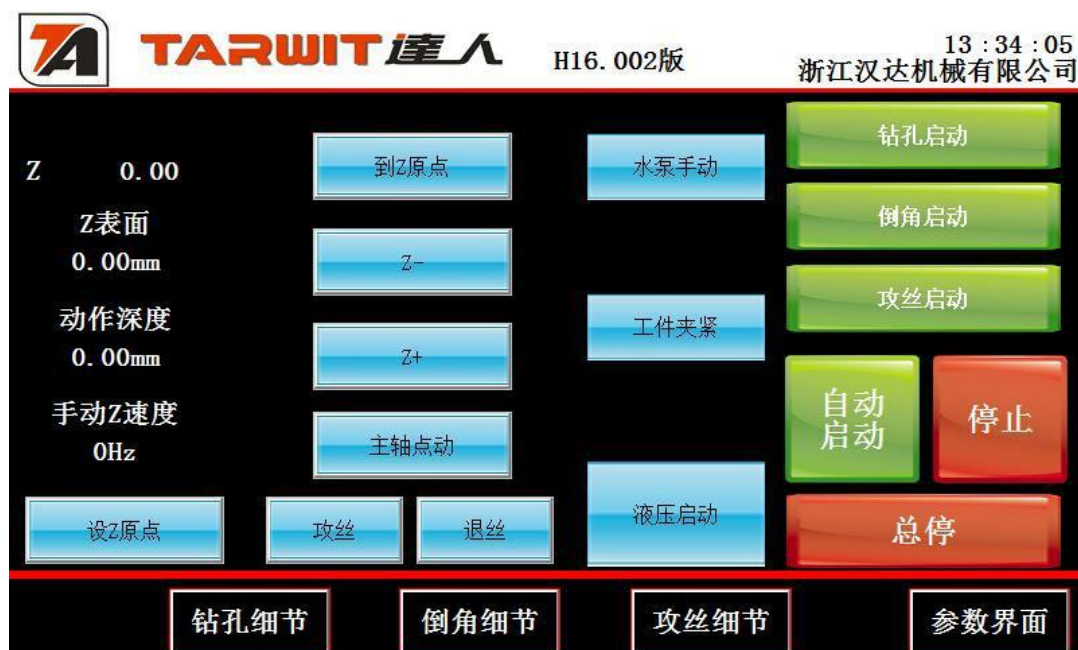 TARWIT達人
H16.002版
13:34:05
浙江汉达机械有限公司
Z 0.00
Z表面
0.00mm
动作深度
0.00mm
手动Z速度
0Hz
设Z原点
到Z原点
Z-
Z+
主轴点动
攻丝
退丝
水泵手动
工件夹紧
液压启动
钻孔启动
倒角启动
攻丝启动
自动
启动
停止
总停
钻孔细节
倒角细节
攻丝细节
参数界面